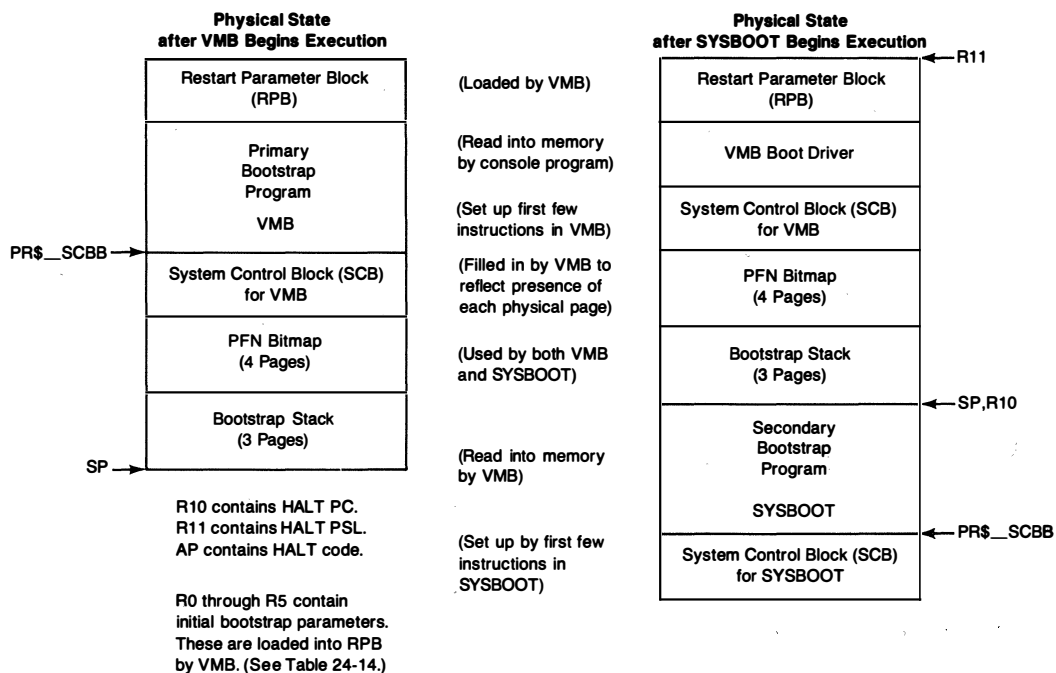 Physical State
after VMB Begins Execution
Restart Parameter Block
(RPB)
Primary
Bootstrap
Program
VMB
PR$__SCBB
System Control Block (SCB)
for VMB
PFN Bitmap
(4 Pages)
Bootstrap Stack
(3 Pages)
SP
R10 contains HALT PC.
R11 contains HALT PSL.
AP contains HALT code.
R0 through R5 contain
initial bootstrap parameters.
These are loaded into RPB
by VMB. (See Table 24-14.)
(Loaded by VMB)
(Read into memory
by console program)
(Set up first few
instructions in VMB)
(Filled in by VMB to
reflect presence of
each physical page)
(Used by both VMB
and SYSBOOT)
(Read into memory
by VMB)
(Set up by first few
instructions in
SYSBOOT)
Physical State
after SYSBOOT Begins Execution
R11
Restart Parameter Block
(RPB)
VMB Boot Driver
System Control Block (SCB)
for VMB
PFN Bitmap
(4 Pages)
Bootstrap Stack
(3 Pages)
SP,R10
Secondary
Bootstrap
Program
SYSBOOT
PR$__SCBB
System Control Block (SCB)
for SYSBOOT